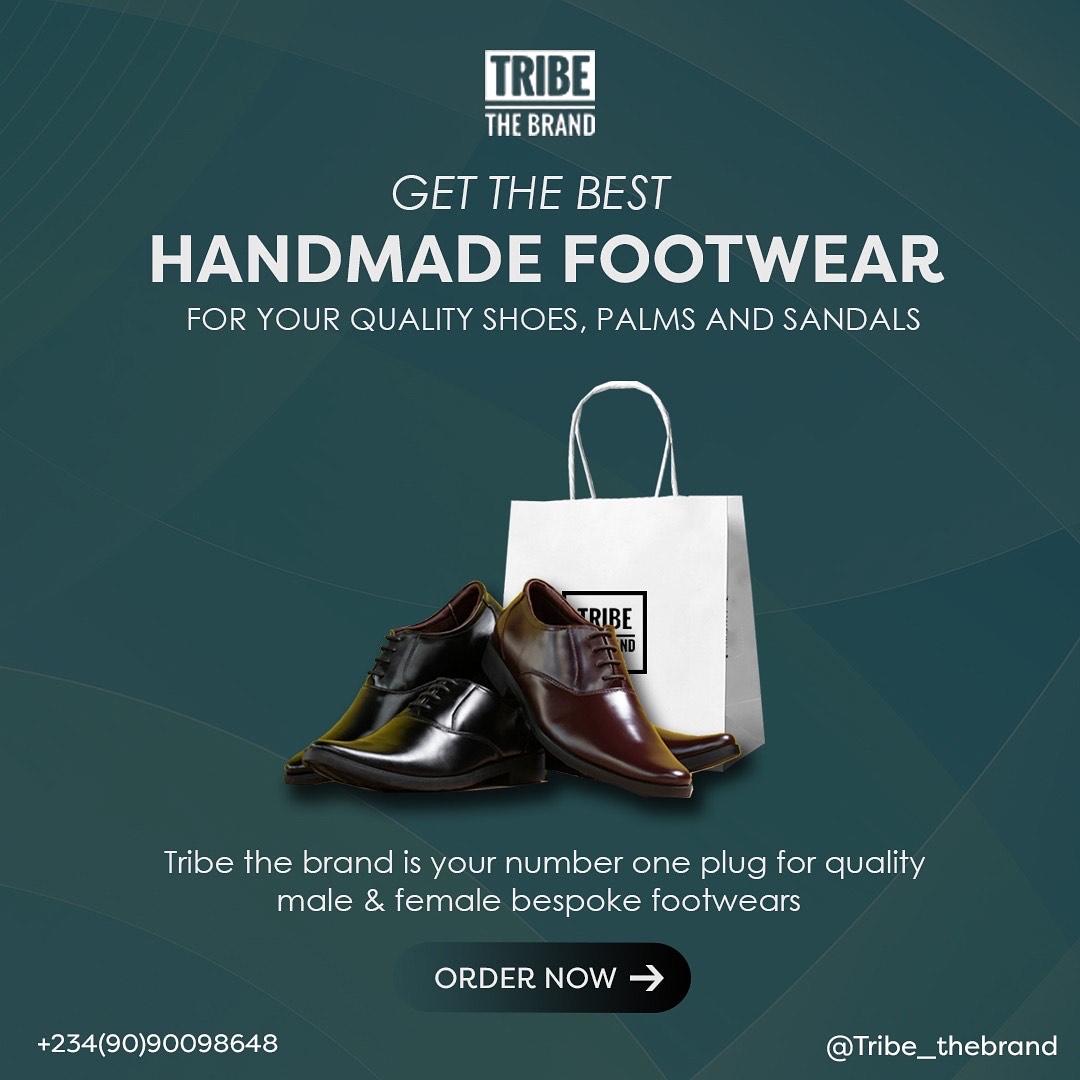 TRIBE
THE BRAND
GET THE BEST
HANDMADE FOOTWEAR
FOR YOUR QUALITY SHOES, PALMS AND SANDALS
TRIBE
Tribe the brand is your number one plug for quality
male & female bespoke footwears
ORDER NOW
+234(90)90098648
@Tribe_thebrand